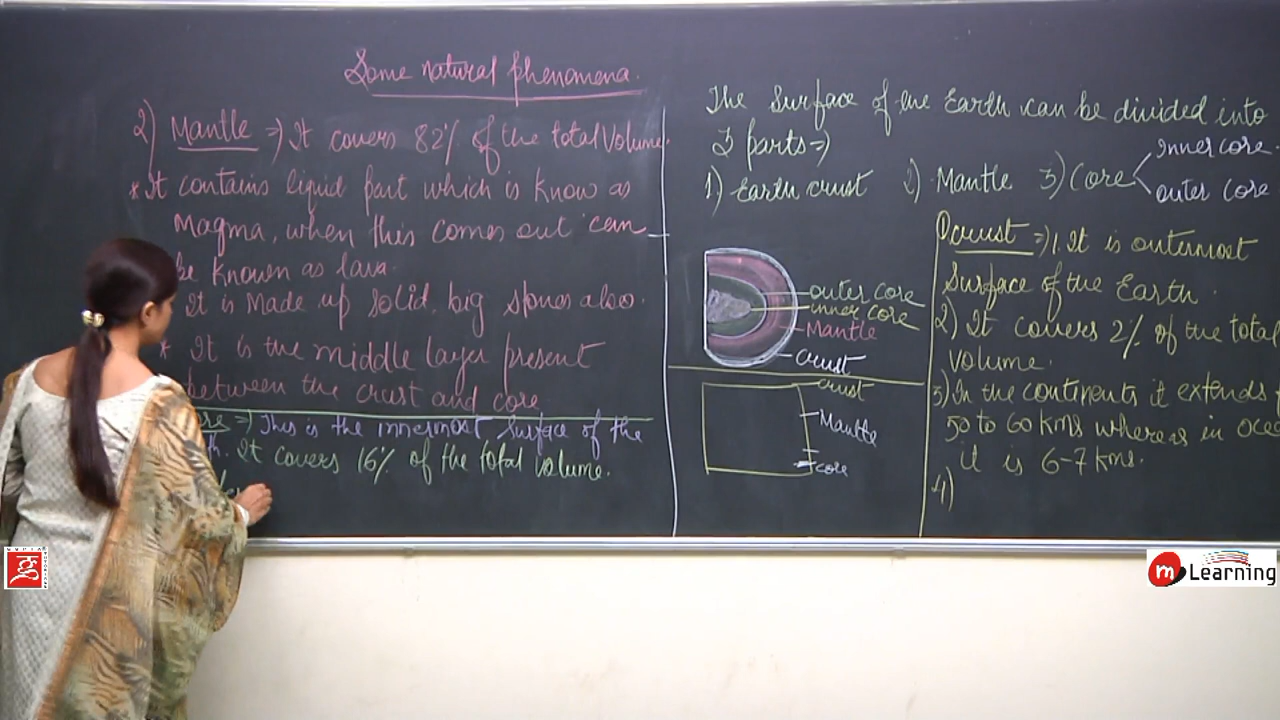 Some natural phenomena.
2) Mantle => It covers 82% of the total Volume.
* It contains liquid part which is know as
Magma, when this comes out can
be known as lava.
It is Made up solid, big stones also.
* It is the middle layer present
between the crust and core
=> This is the innermost surface of the
It covers 16% of the total volume.
The Surface of the Earth can be divided into
3 parts =>
1) Earth crust 2) Mantle 3) Core
inner core.
outer core
outer core
inner core
Mantle
Crust
crust
Mantle
core
crust => 1. It is outermost
Surface of the Earth.
2) It covers 2% of the total
volume.
3) In the continents it extends
50 to 60 kms whereas in
it is 6-7 kms.
4)
GUPTA TUTORIALS
m Learning